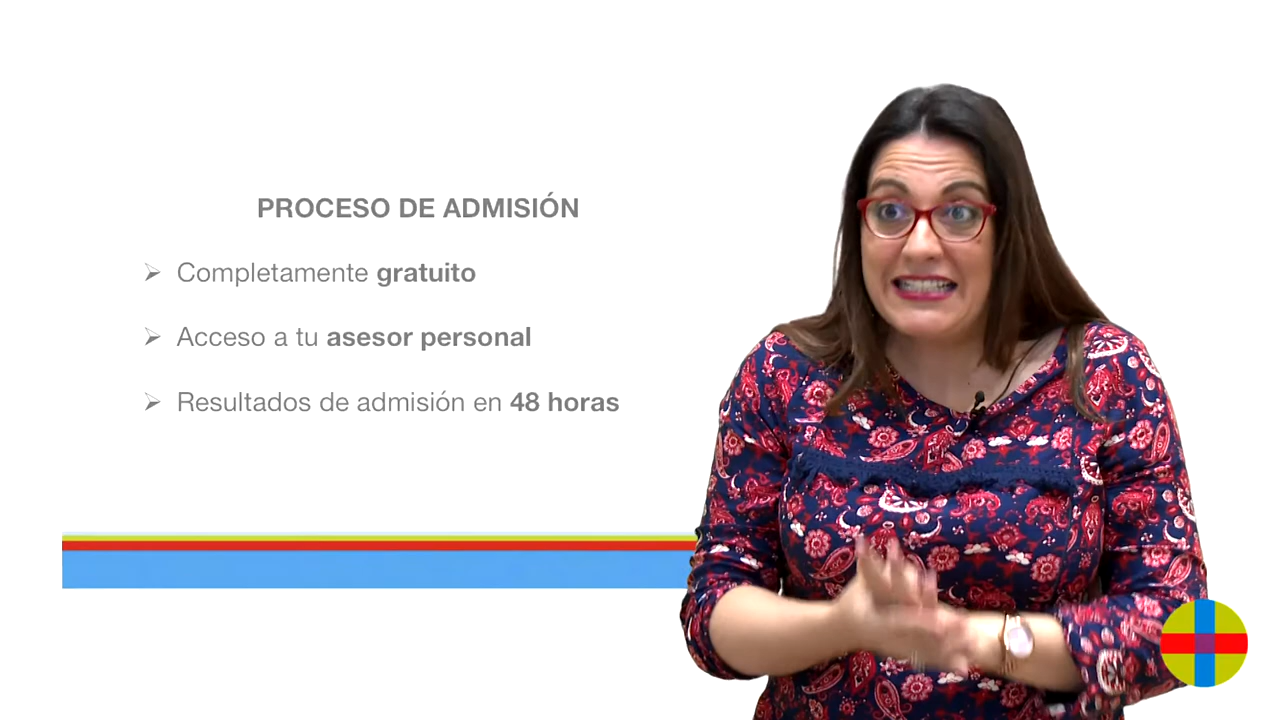 PROCESO DE ADMISIÓN
➢ Completamente gratuito
➢ Acceso a tu asesor personal
➢ Resultados de admisión en 48 horas